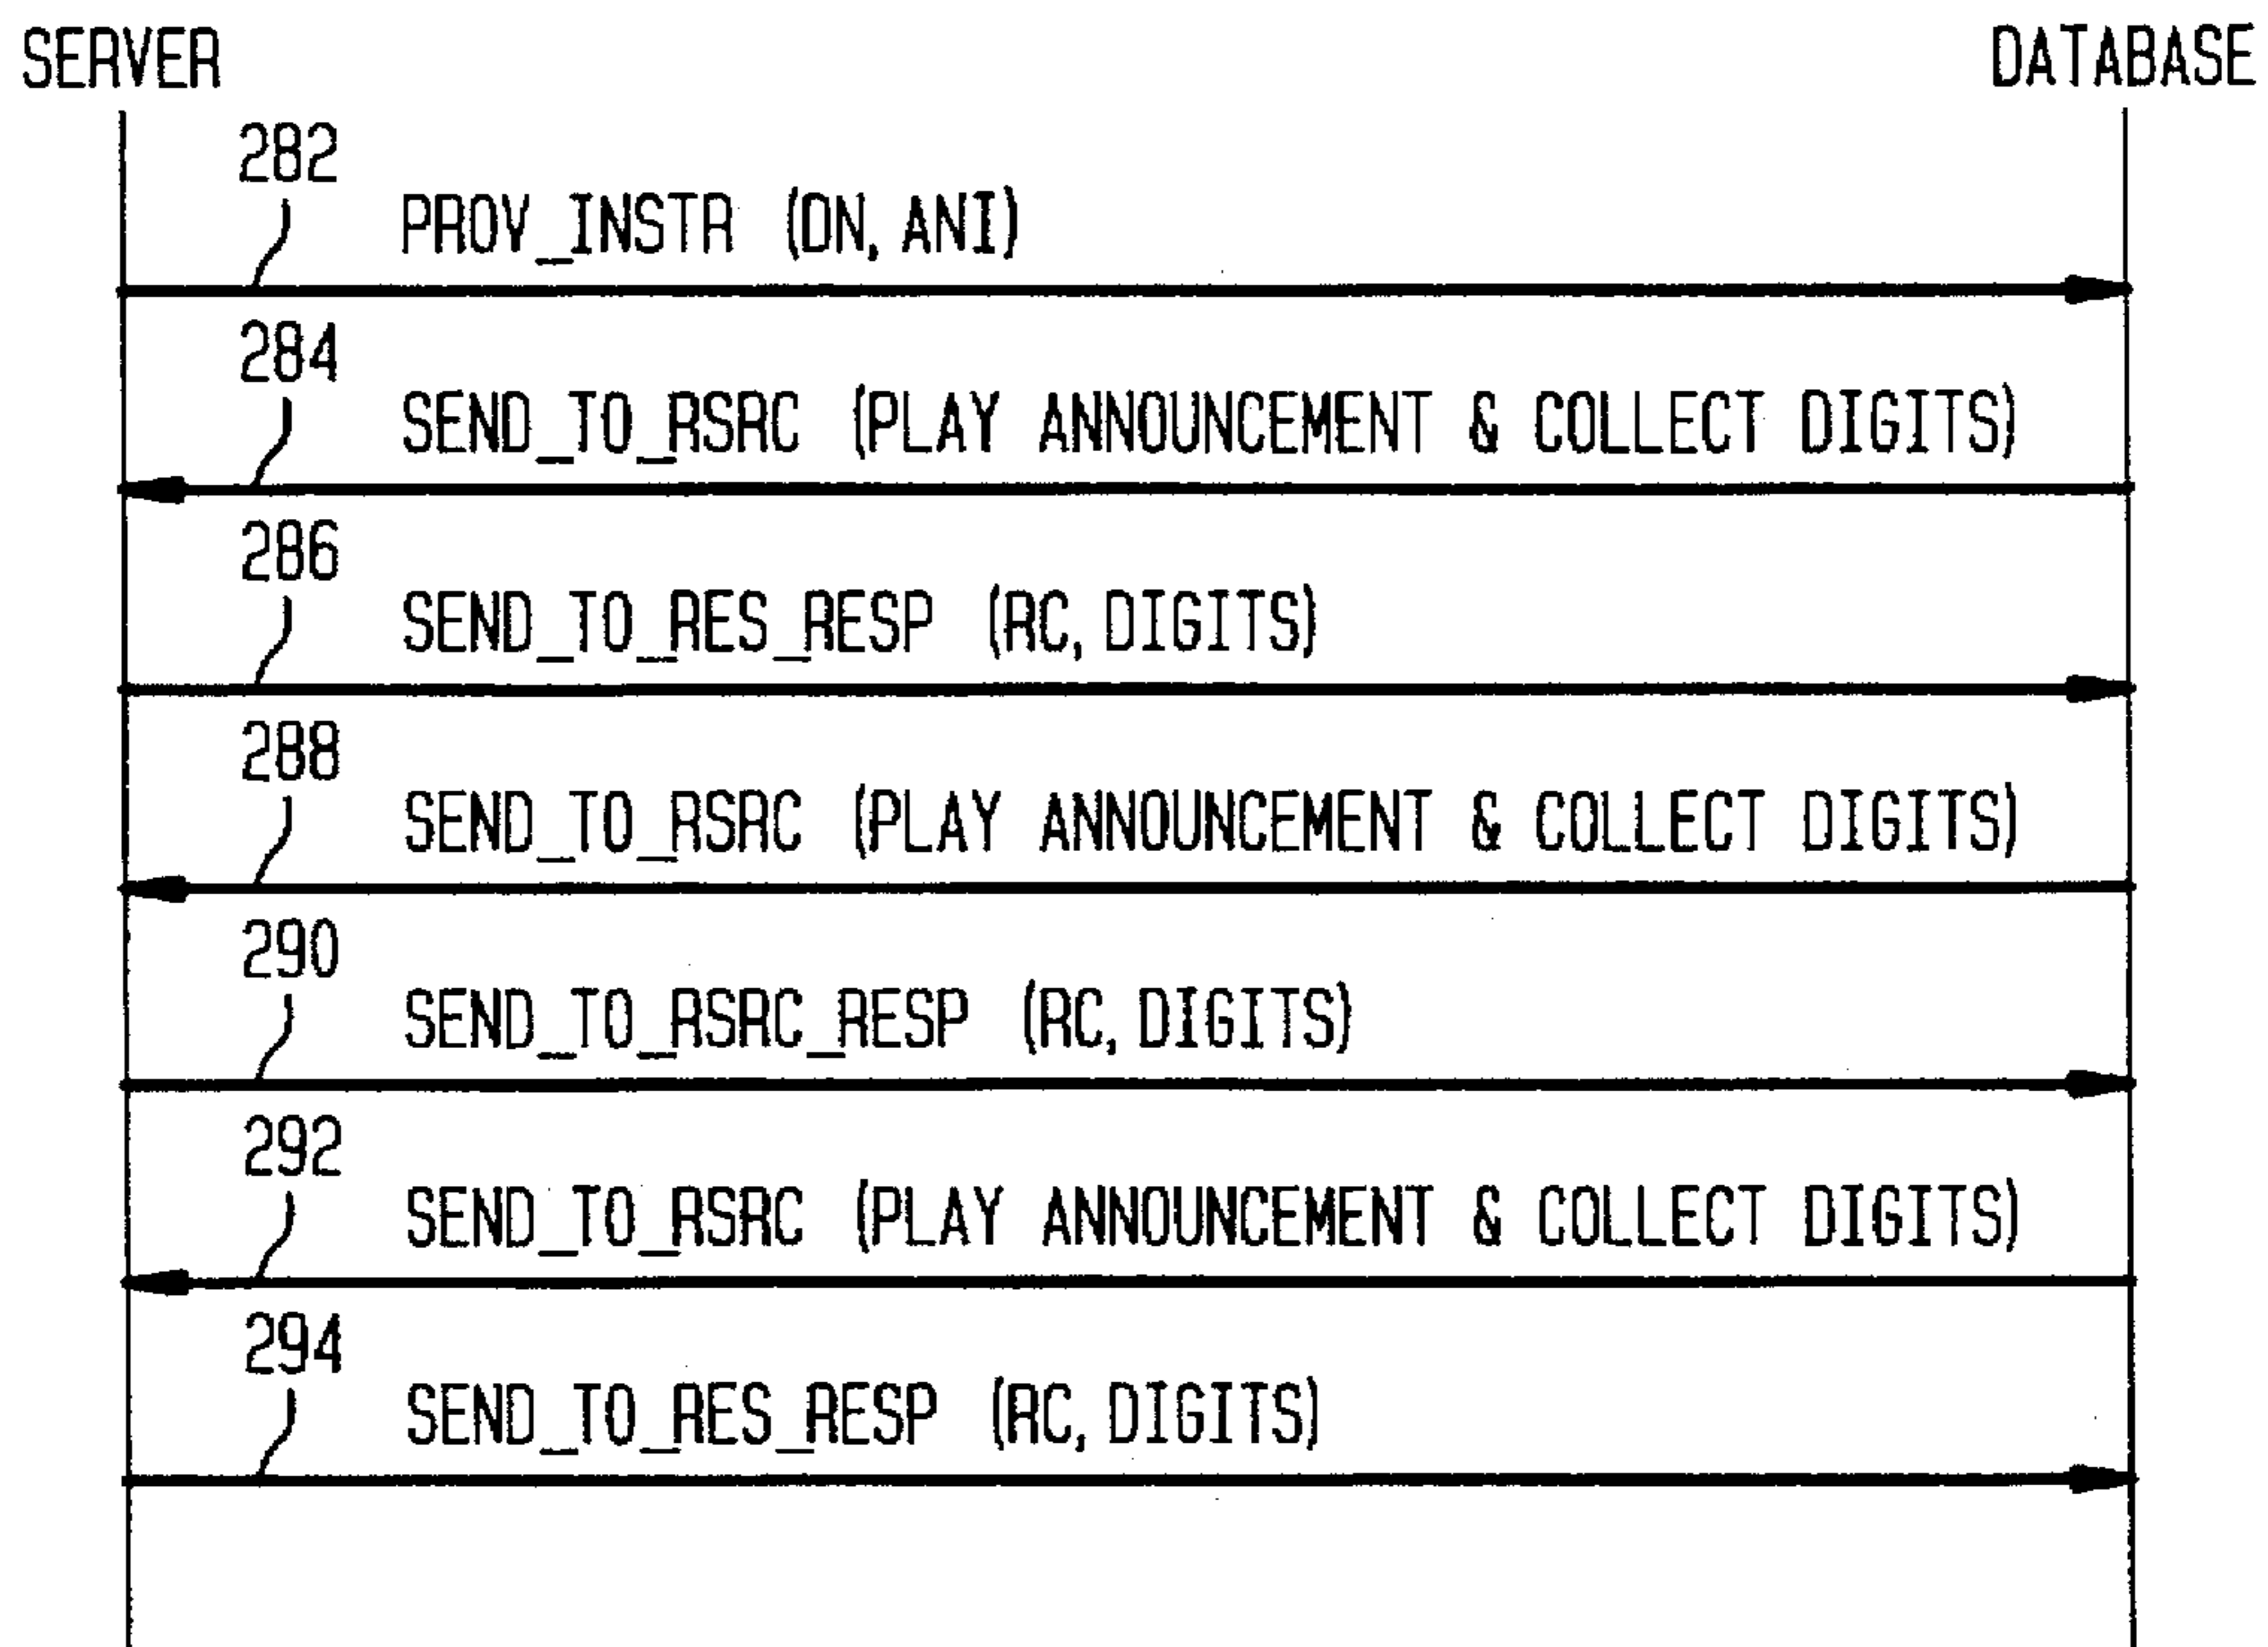 SERVER DATABASE
282
PROV_INSTR (DN, ANI)
284
SEND_TO_RSRC (PLAY ANNOUNCEMENT & COLLECT DIGITS)
286
SEND_TO_RES_RESP (RC, DIGITS)
288
SEND_TO_RSRC (PLAY ANNOUNCEMENT & COLLECT DIGITS)
290
SEND_TO_RSRC_RESP (RC, DIGITS)
292
SEND_TO_RSRC (PLAY ANNOUNCEMENT & COLLECT DIGITS)
294
SEND_TO_RES_RESP (RC, DIGITS)